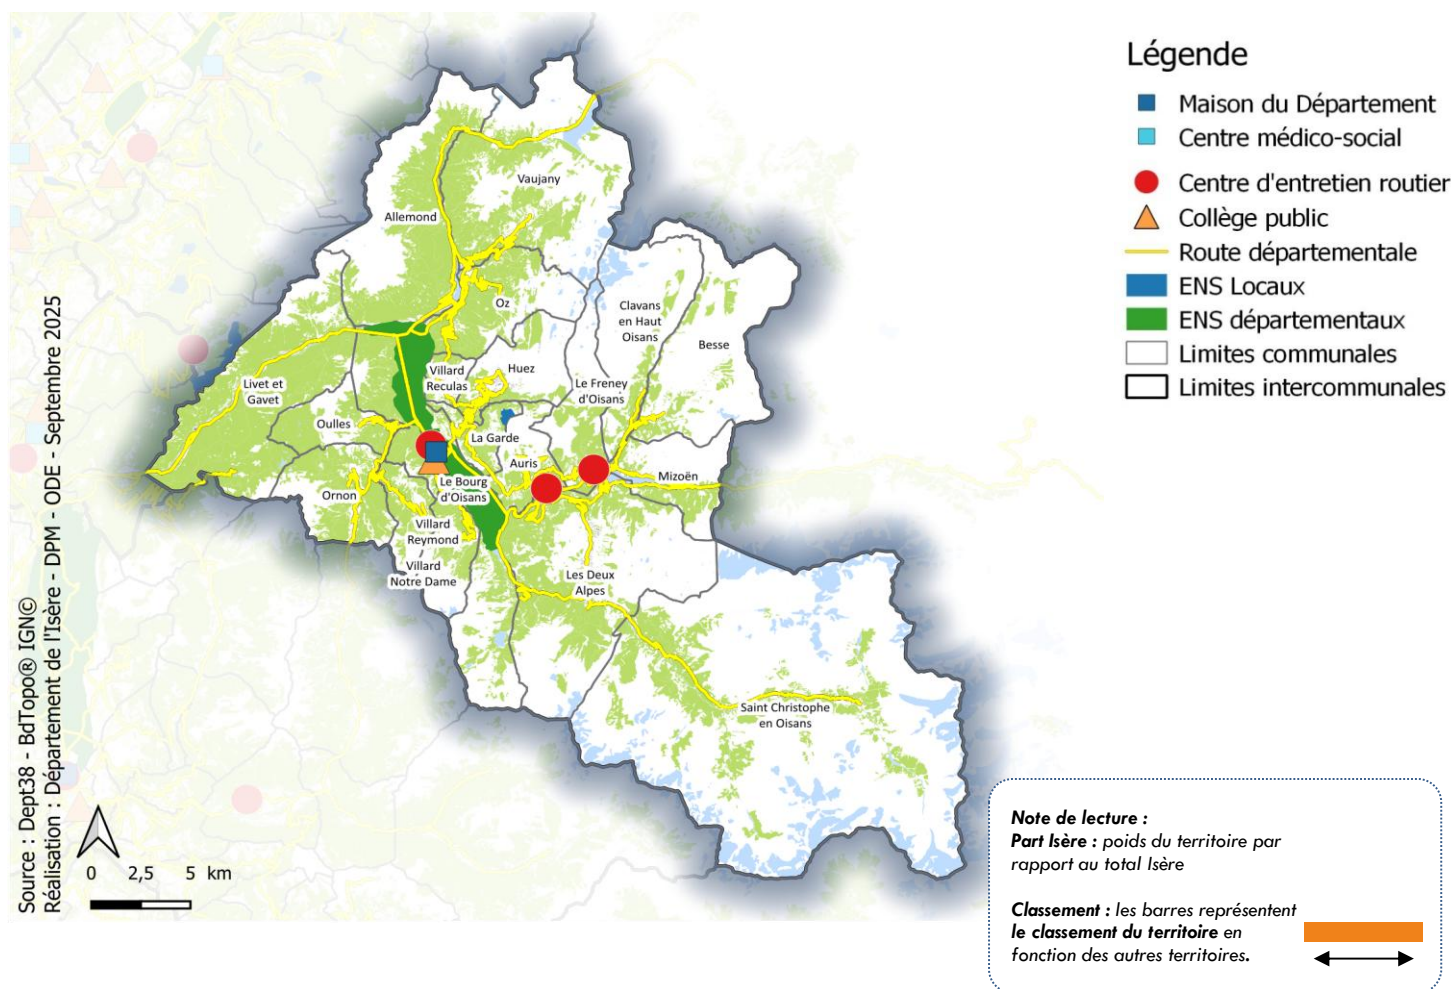 Légende
Maison du Département
Centre médico-social
Centre d'entretien routier
Collège public
Route départementale
ENS Locaux
ENS départementaux
Limites communales
Limites intercommunales
Vaujany
Allemond
Oz
Clavans
en Haut
Oisans
Besse
Villard
Reculas
Huez
Le Freney
d'Oisans
Livet et
Gavet
Oulles
La Garde
Auris
Mizoën
Le Bourg
d'Oisans
Ornon
Villard
Reymond
Villard
Notre Dame
Les Deux
Alpes
Saint Christophe
en Oisans
Source : Dept38 - BdTopo® IGN©
Réalisation : Département de l'Isère - DPM - ODE - Septembre 2025
0 2,5 5 km
Note de lecture :
Part Isère : poids du territoire par
rapport au total Isère
Classement : les barres représentent
le classement du territoire en
fonction des autres territoires.